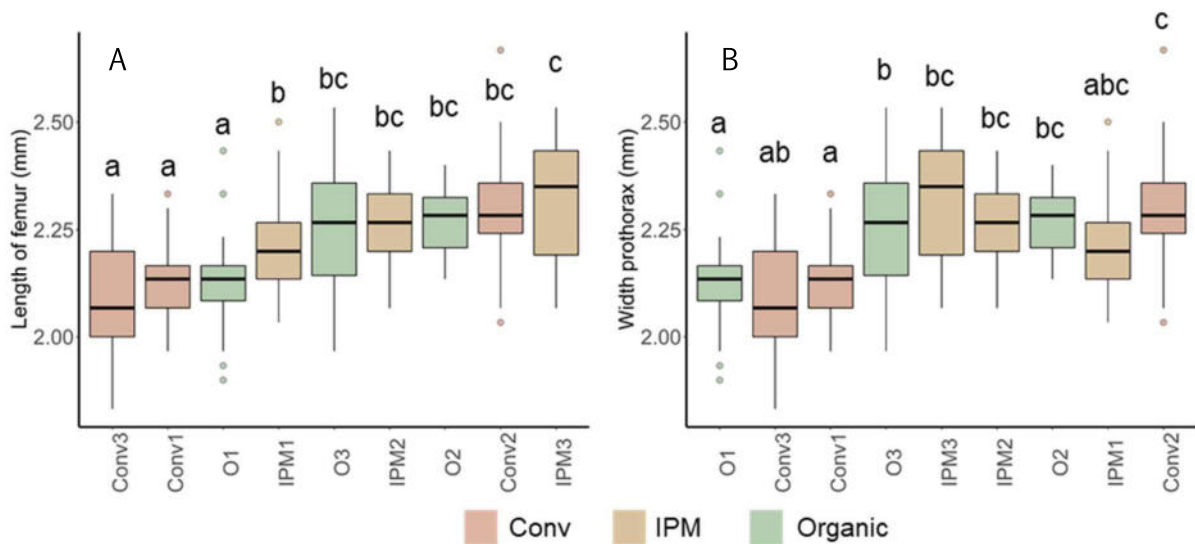 A
B
Length of femur (mm)
2.50
2.25
2.00
a
a
a
b
bc
bc
bc
bc
c
Conv3
Conv1
O1
IPM1
O3
IPM2
O2
Conv2
IPM3
Width prothorax (mm)
2.50
2.25
2.00
a
ab
a
b
bc
bc
bc
abc
c
O1
Conv3
Conv1
O3
IPM3
IPM2
O2
IPM1
Conv2
Conv
IPM
Organic